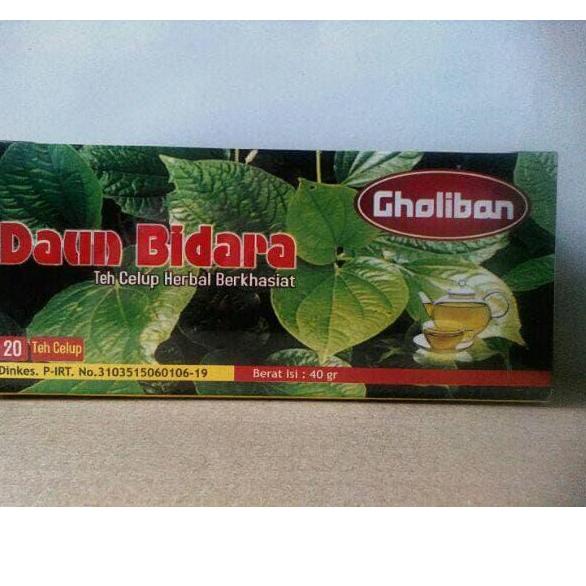 Gholiban
Daun Bidara
Teh Celup Herbal Berkhasiat
20 Teh Celup
Dinkes. P-IRT. No.3103515060106-19
Berat Isi : 40 gr